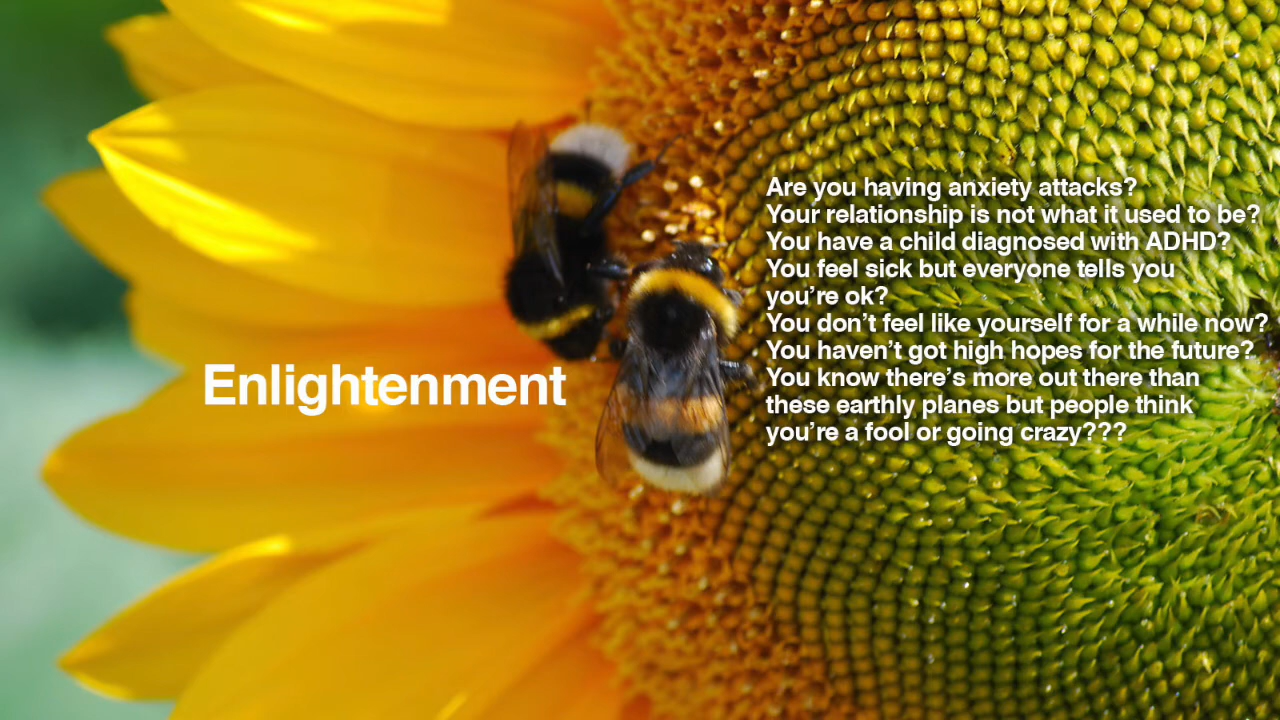 Enlightenment
Are you having anxiety attacks?
Your relationship is not what it used to be?
You have a child diagnosed with ADHD?
You feel sick but everyone tells you
you’re ok?
You don’t feel like yourself for a while now?
You haven’t got high hopes for the future?
You know there’s more out there than
these earthly planes but people think
you’re a fool or going crazy???